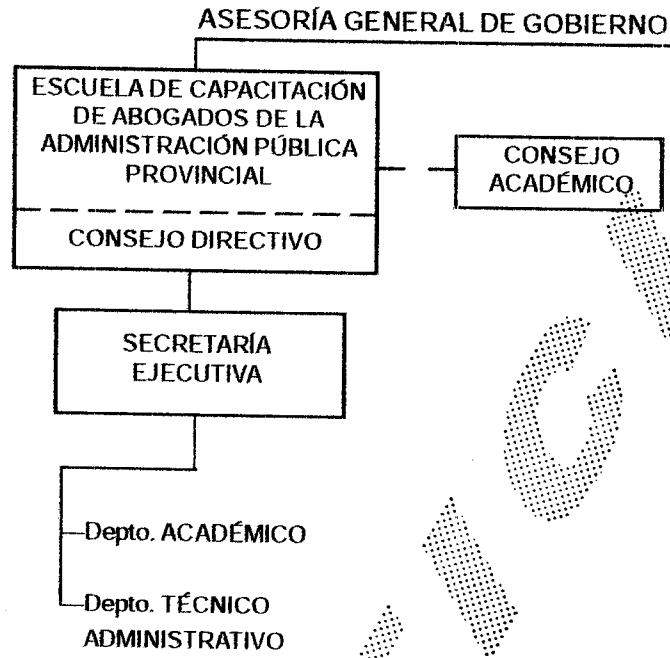 ASESORÍA GENERAL DE GOBIERNO
ESCUELA DE CAPACITACIÓN
DE ABOGADOS DE LA
ADMINISTRACIÓN PÚBLICA
PROVINCIAL
CONSEJO DIRECTIVO
CONSEJO
ACADÉMICO
SECRETARÍA
EJECUTIVA
Depto. ACADÉMICO
Depto. TÉCNICO
ADMINISTRATIVO